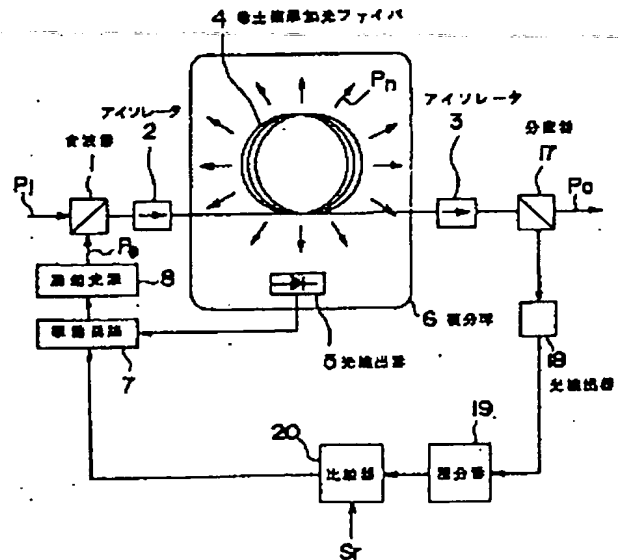 4 希土類添加光ファイバ
Pn
アイソレータ
2
アイソレータ
3
合波器
1
分波器
17
Pi
Po
Pe
励起光源
8
駆動回路
7
5 光検出器
6 積分球
18
光検出器
20
比較器
19
積分器
Sr